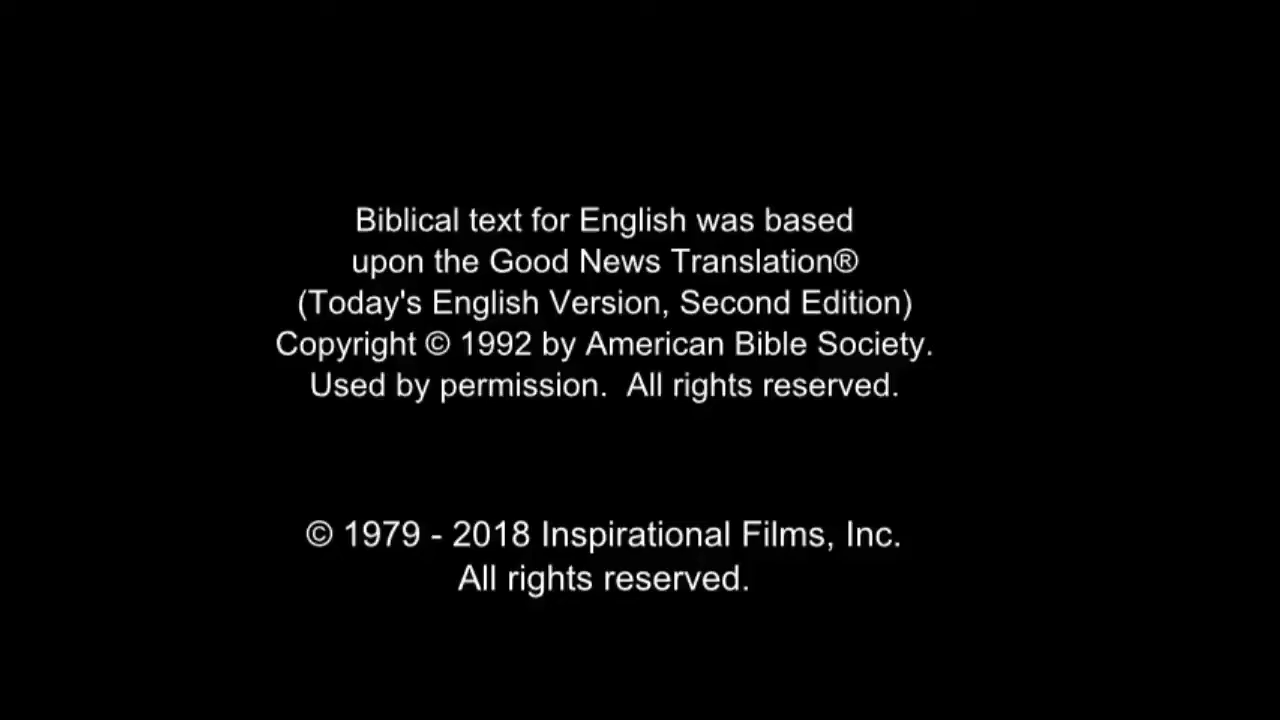 Biblical text for English was based
upon the Good News Translation®
(Today's English Version, Second Edition)
Copyright © 1992 by American Bible Society.
Used by permission.  All rights reserved.
© 1979 - 2018 Inspirational Films, Inc.
All rights reserved.